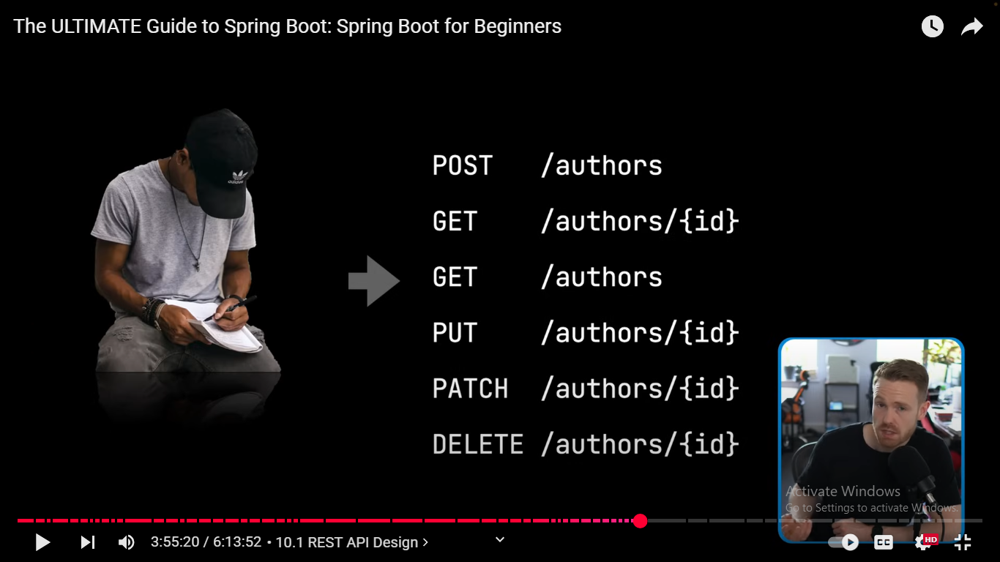 The ULTIMATE Guide to Spring Boot: Spring Boot for Beginners
adidas
POST /authors
GET /authors/{id}
GET /authors
PUT /authors/{id}
PATCH /authors/{id}
DELETE /authors/{id}
Activate Windows
Go to Settings to activate Windows.
3:55:20 / 6:13:52 • 10.1 REST API Design ›
CC
HD